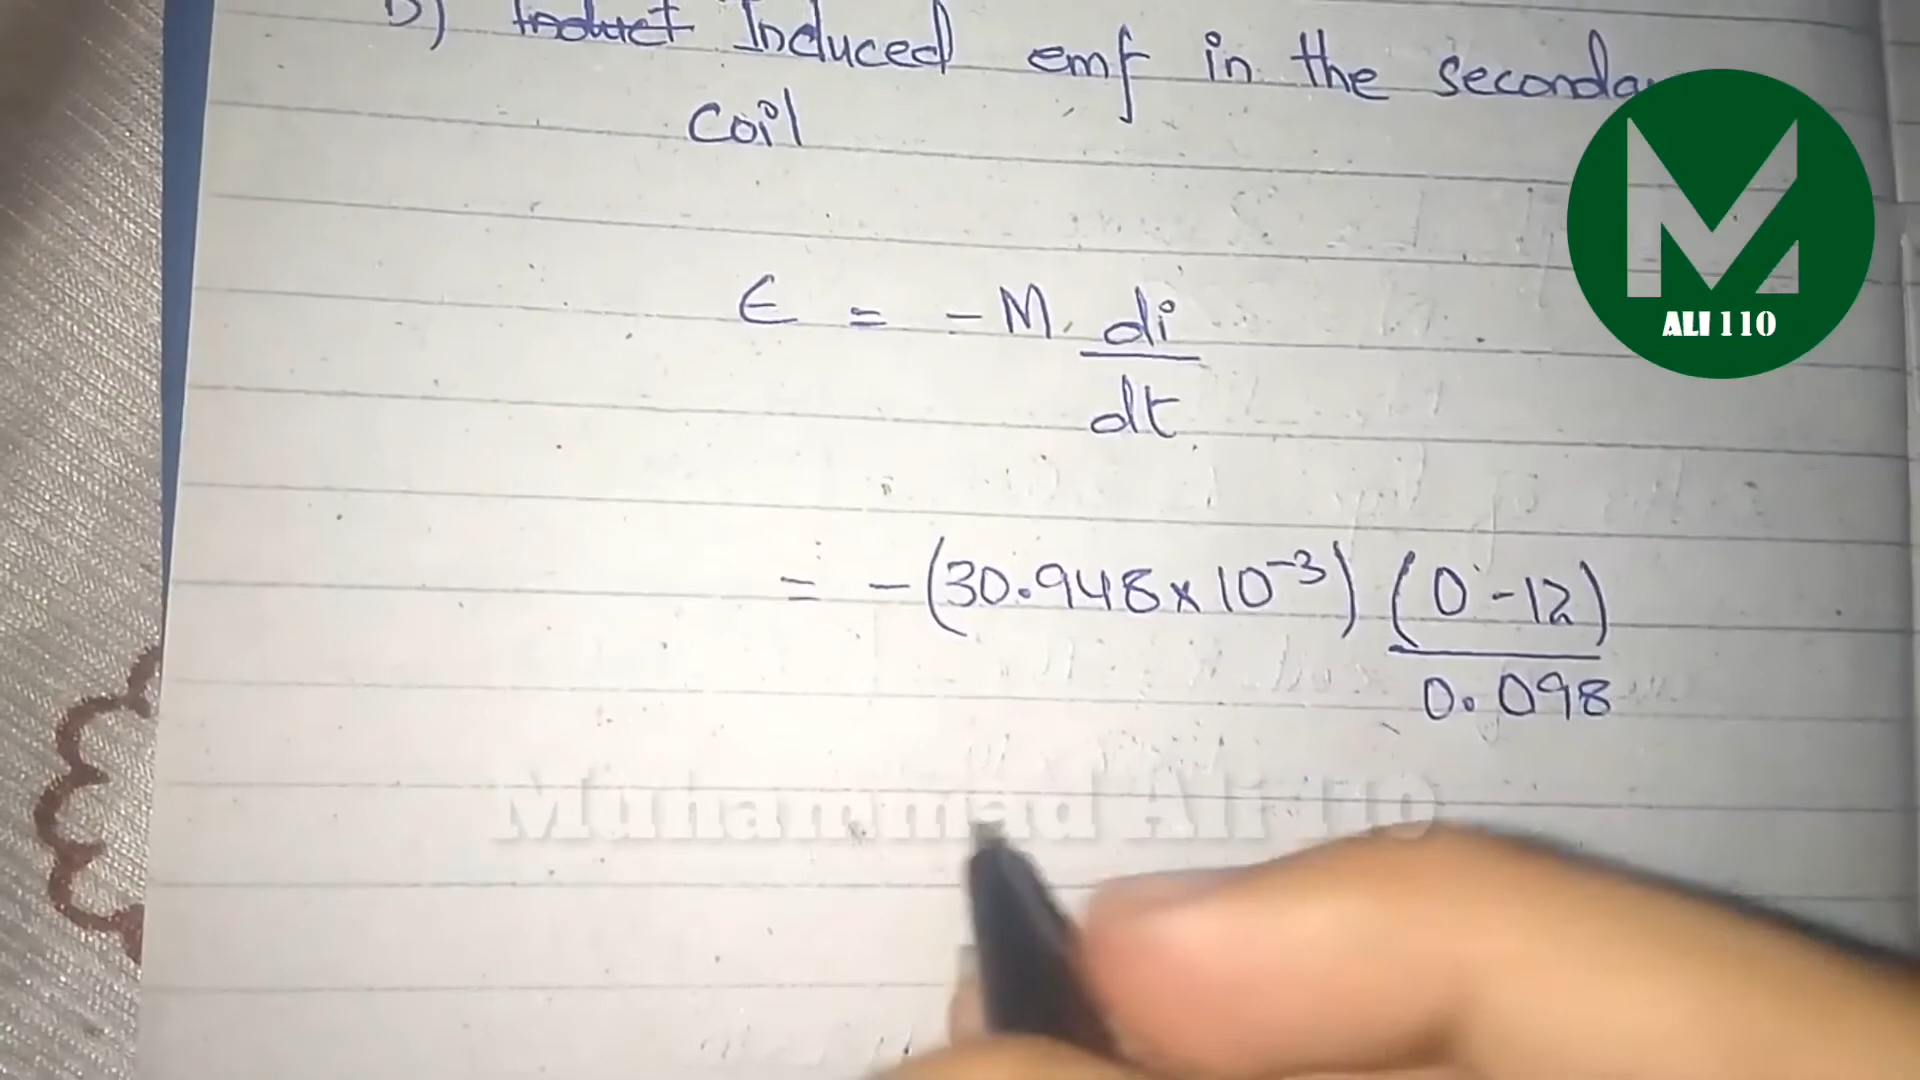 D) Induced emf in the secondar
coil
M
ALI 110
ϵ = - M di
dt
= - (30.948 x 10⁻³) (0 - 12)
0.098
Muhammad Ali 110